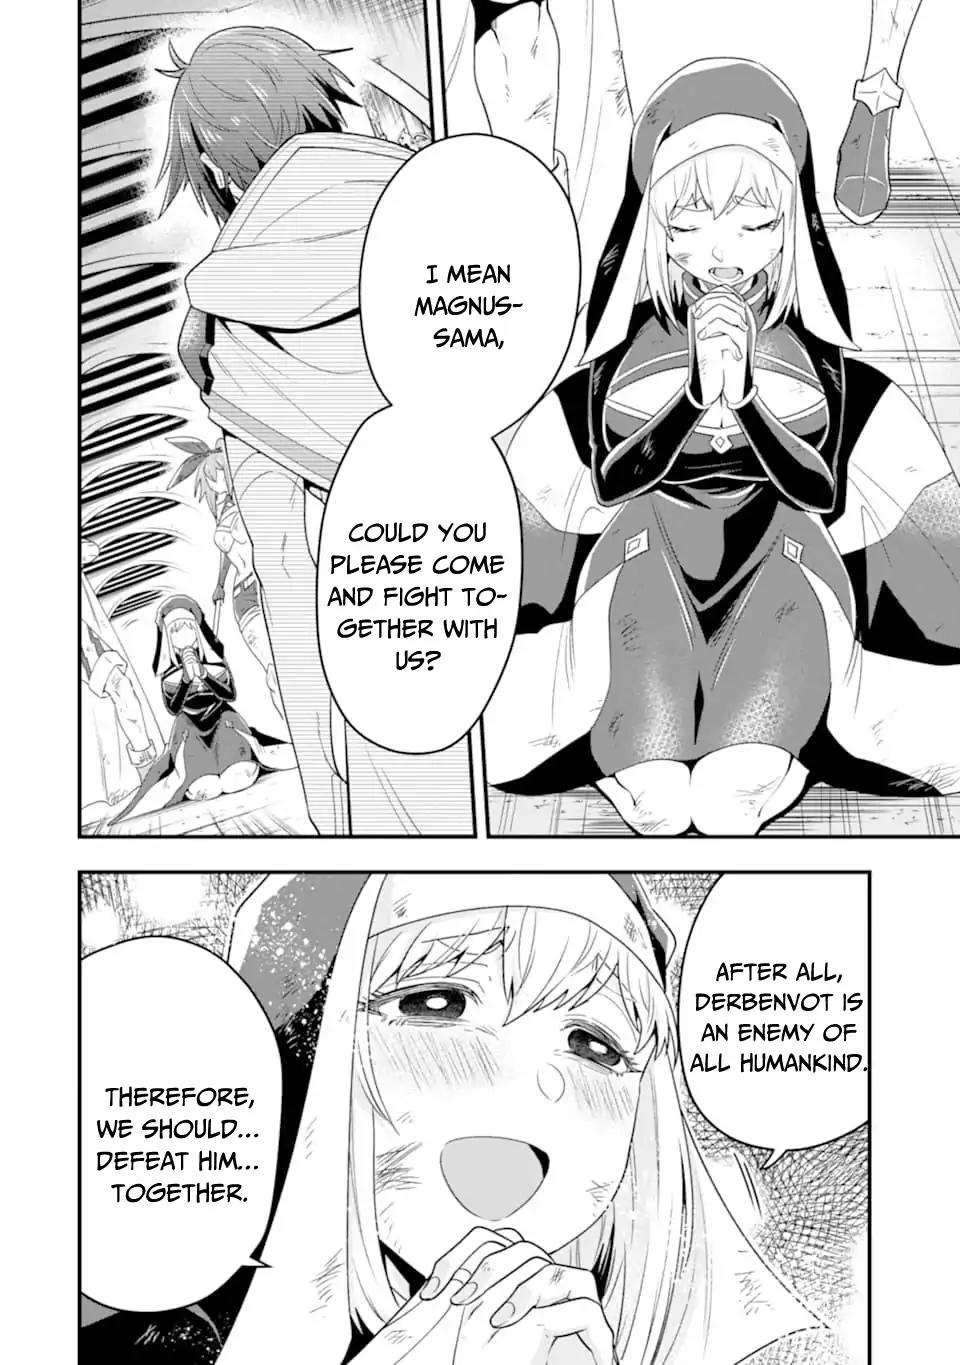 I MEAN
MAGNUS-
SAMA,
COULD YOU
PLEASE COME
AND FIGHT TO-
GETHER WITH
US?
AFTER ALL,
DERBENVOT IS
AN ENEMY OF
ALL HUMANKIND.
THEREFORE,
WE SHOULD...
DEFEAT HIM...
TOGETHER.